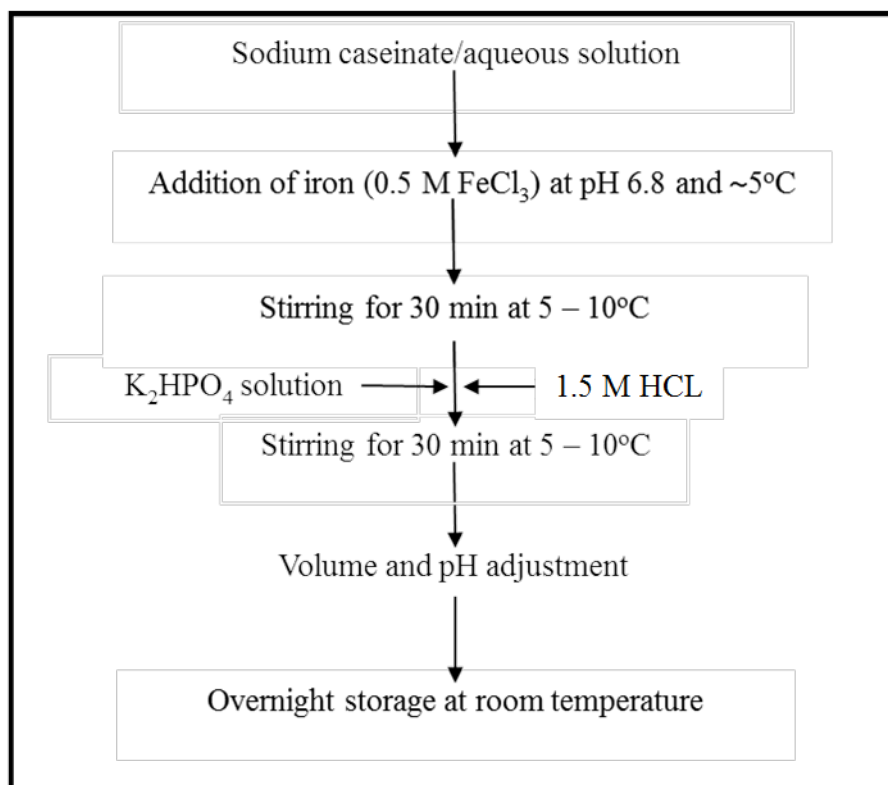 Sodium caseinate/aqueous solution
Addition of iron (0.5 M FeCl₃) at pH 6.8 and ~5°C
Stirring for 30 min at 5 – 10°C
K₂HPO₄ solution
1.5 M HCL
Stirring for 30 min at 5 – 10°C
Volume and pH adjustment
Overnight storage at room temperature